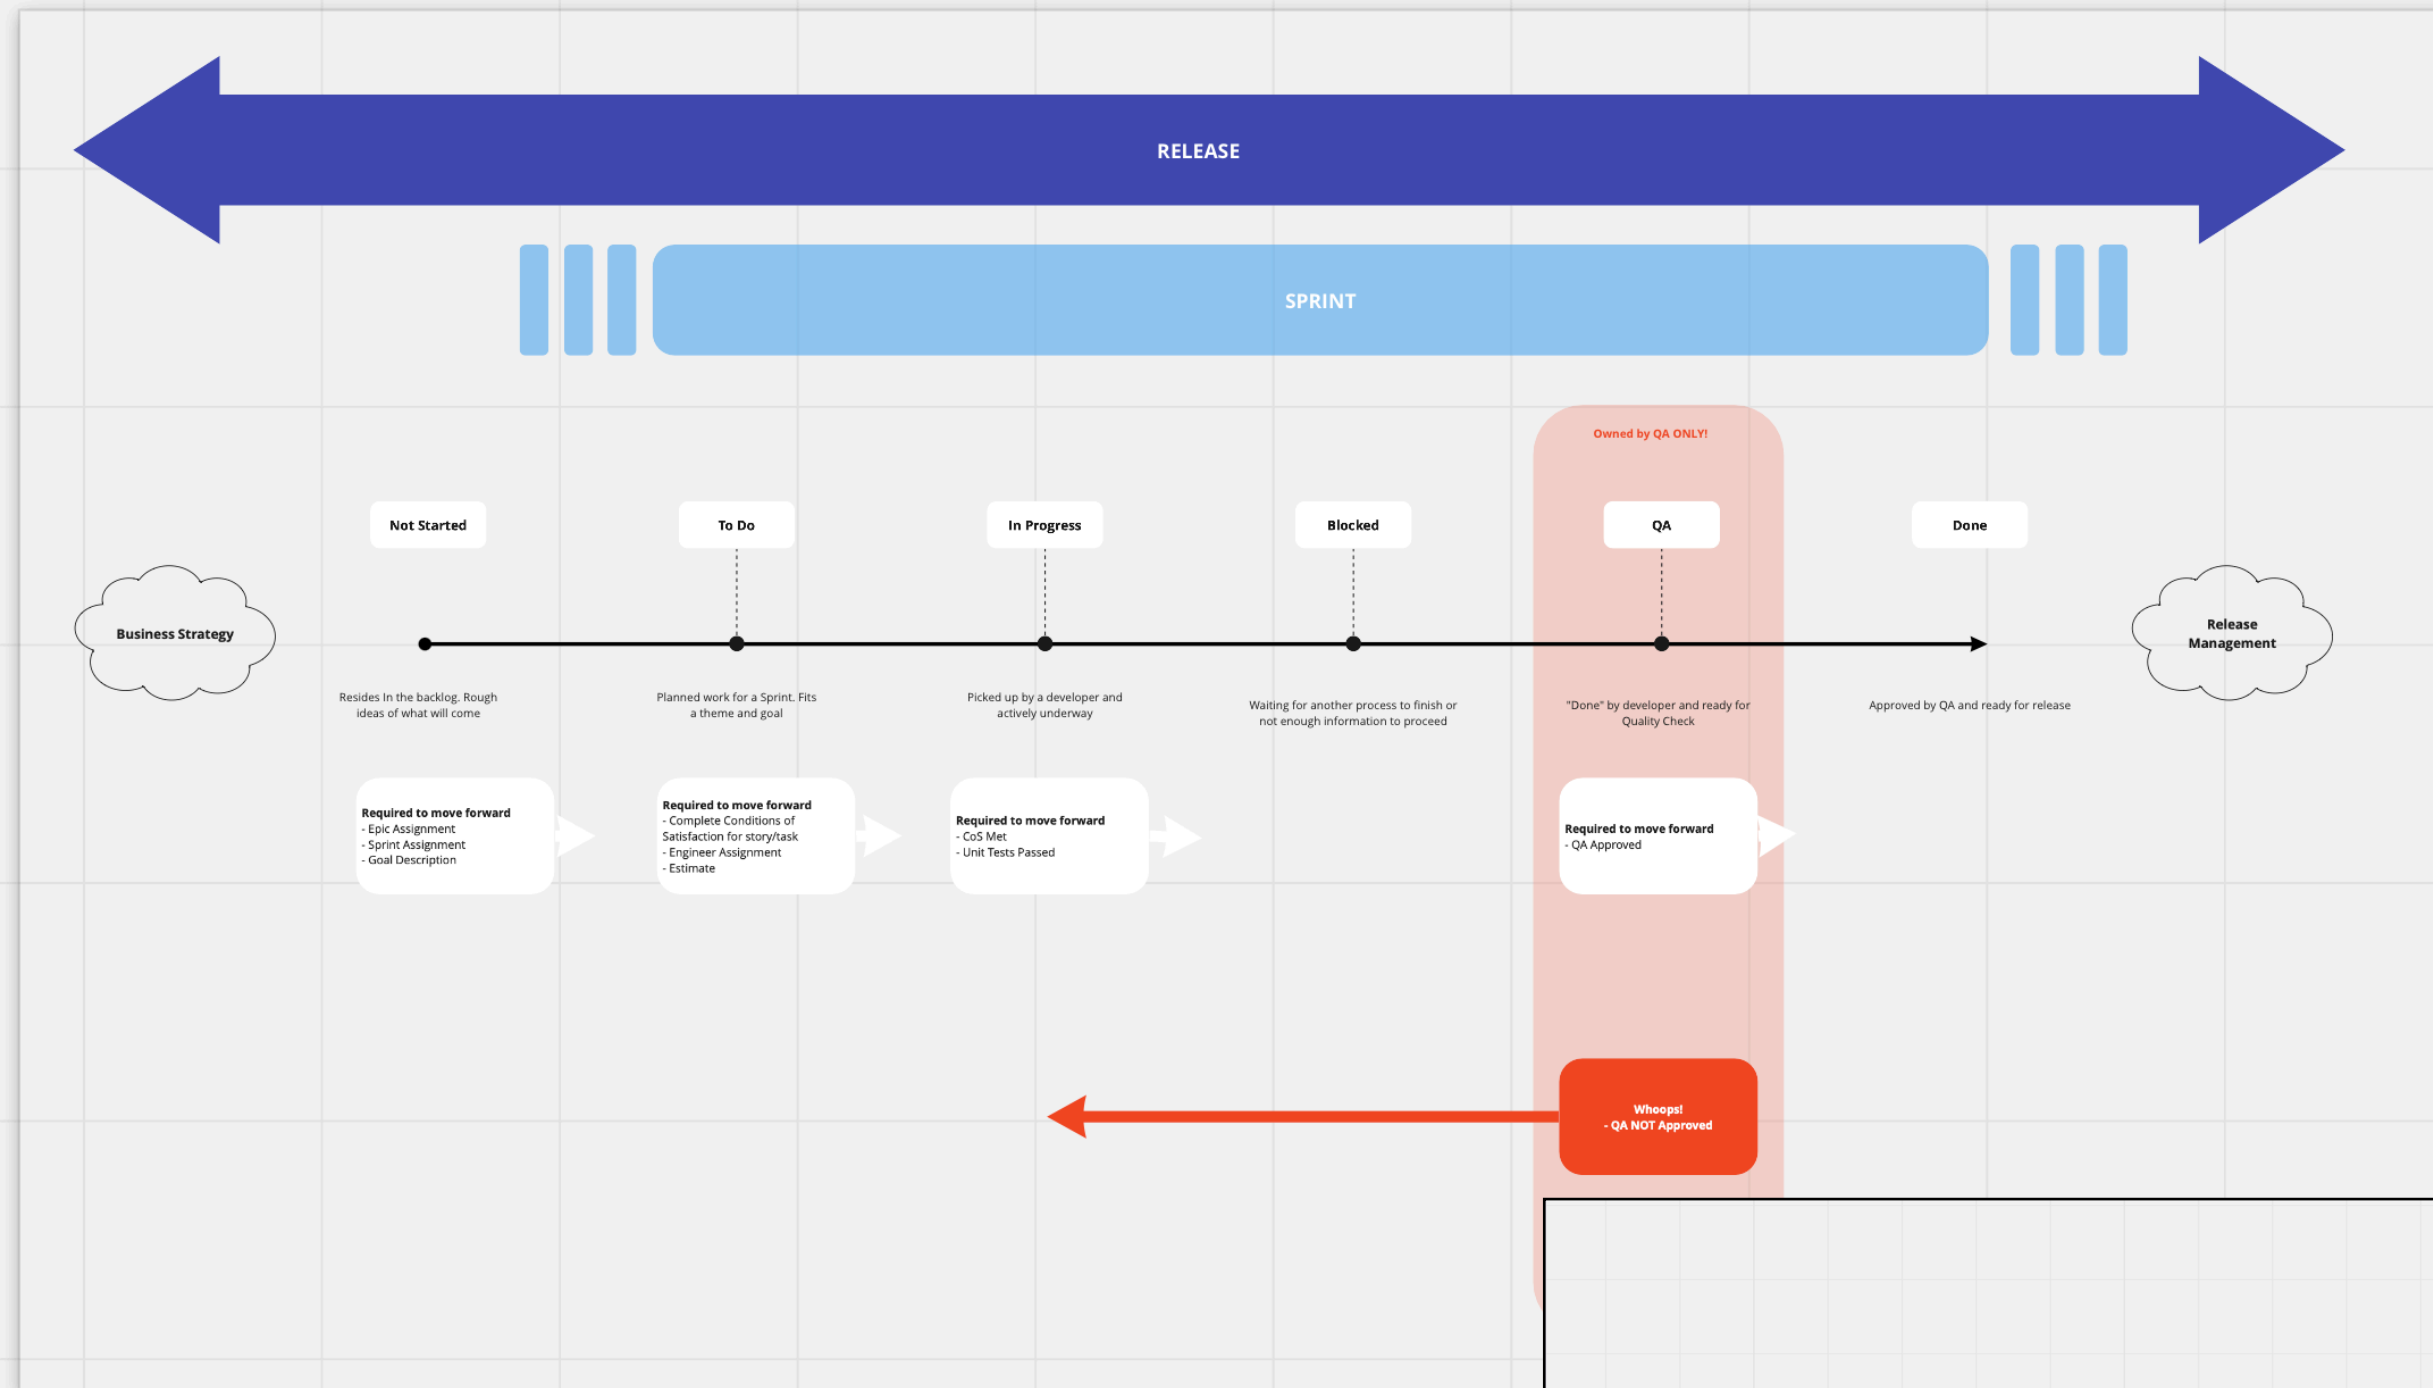 RELEASE
SPRINT
Owned by QA ONLY!
Not Started
To Do
In Progress
Blocked
QA
Done
Business Strategy
Release
Management
Resides In the backlog. Rough
ideas of what will come
Planned work for a Sprint. Fits
a theme and goal
Picked up by a developer and
actively underway
Waiting for another process to finish or
not enough information to proceed
"Done" by developer and ready for
Quality Check
Approved by QA and ready for release
Required to move forward
- Epic Assignment
- Sprint Assignment
- Goal Description
Required to move forward
- Complete Conditions of
Satisfaction for story/task
- Engineer Assignment
- Estimate
Required to move forward
- CoS Met
- Unit Tests Passed
Required to move forward
- QA Approved
Whoops!
- QA NOT Approved